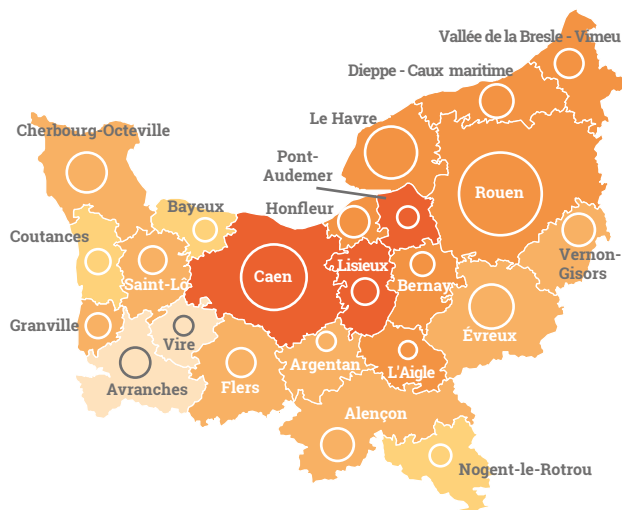 Vallée de la Bresle - Vimeu
Dieppe - Caux maritime
Le Havre
Cherbourg-Octeville
Pont-
Audemer
Rouen
Bayeux
Honfleur
Coutances
Vernon-
Gisors
Saint-Lô
Caen
Lisieux
Bernay
Granville
Vire
Évreux
Argentan
L'Aigle
Avranches
Flers
Alençon
Nogent-le-Rotrou